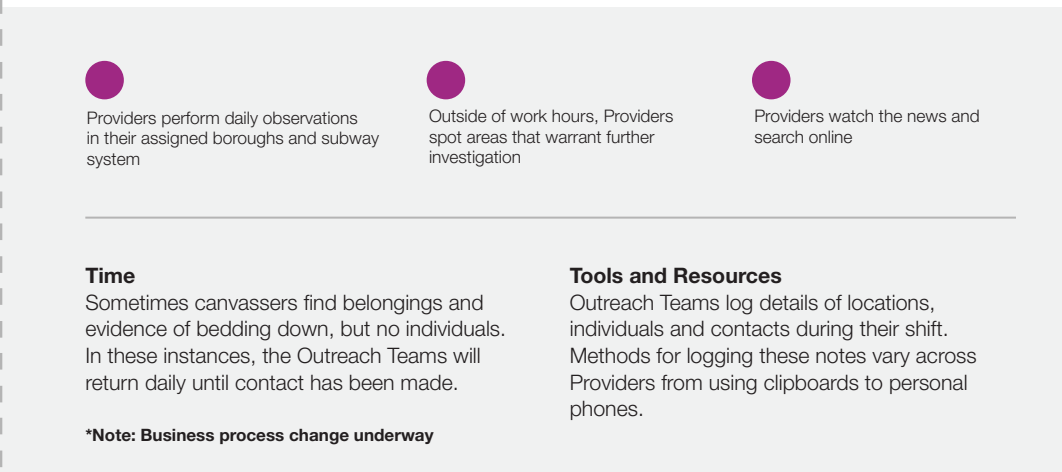 Providers perform daily observations
in their assigned boroughs and subway
system
Outside of work hours, Providers
spot areas that warrant further
investigation
Providers watch the news and
search online
Time
Sometimes canvassers find belongings and
evidence of bedding down, but no individuals.
In these instances, the Outreach Teams will
return daily until contact has been made.
*Note: Business process change underway
Tools and Resources
Outreach Teams log details of locations,
individuals and contacts during their shift.
Methods for logging these notes vary across
Providers from using clipboards to personal
phones.